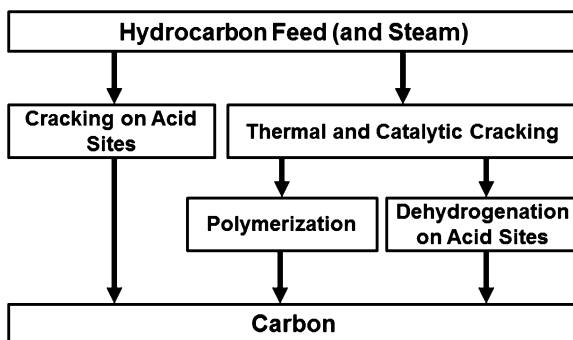 Hydrocarbon Feed (and Steam)
Cracking on Acid
Sites
Thermal and Catalytic Cracking
Polymerization
Dehydrogenation
on Acid Sites
Carbon